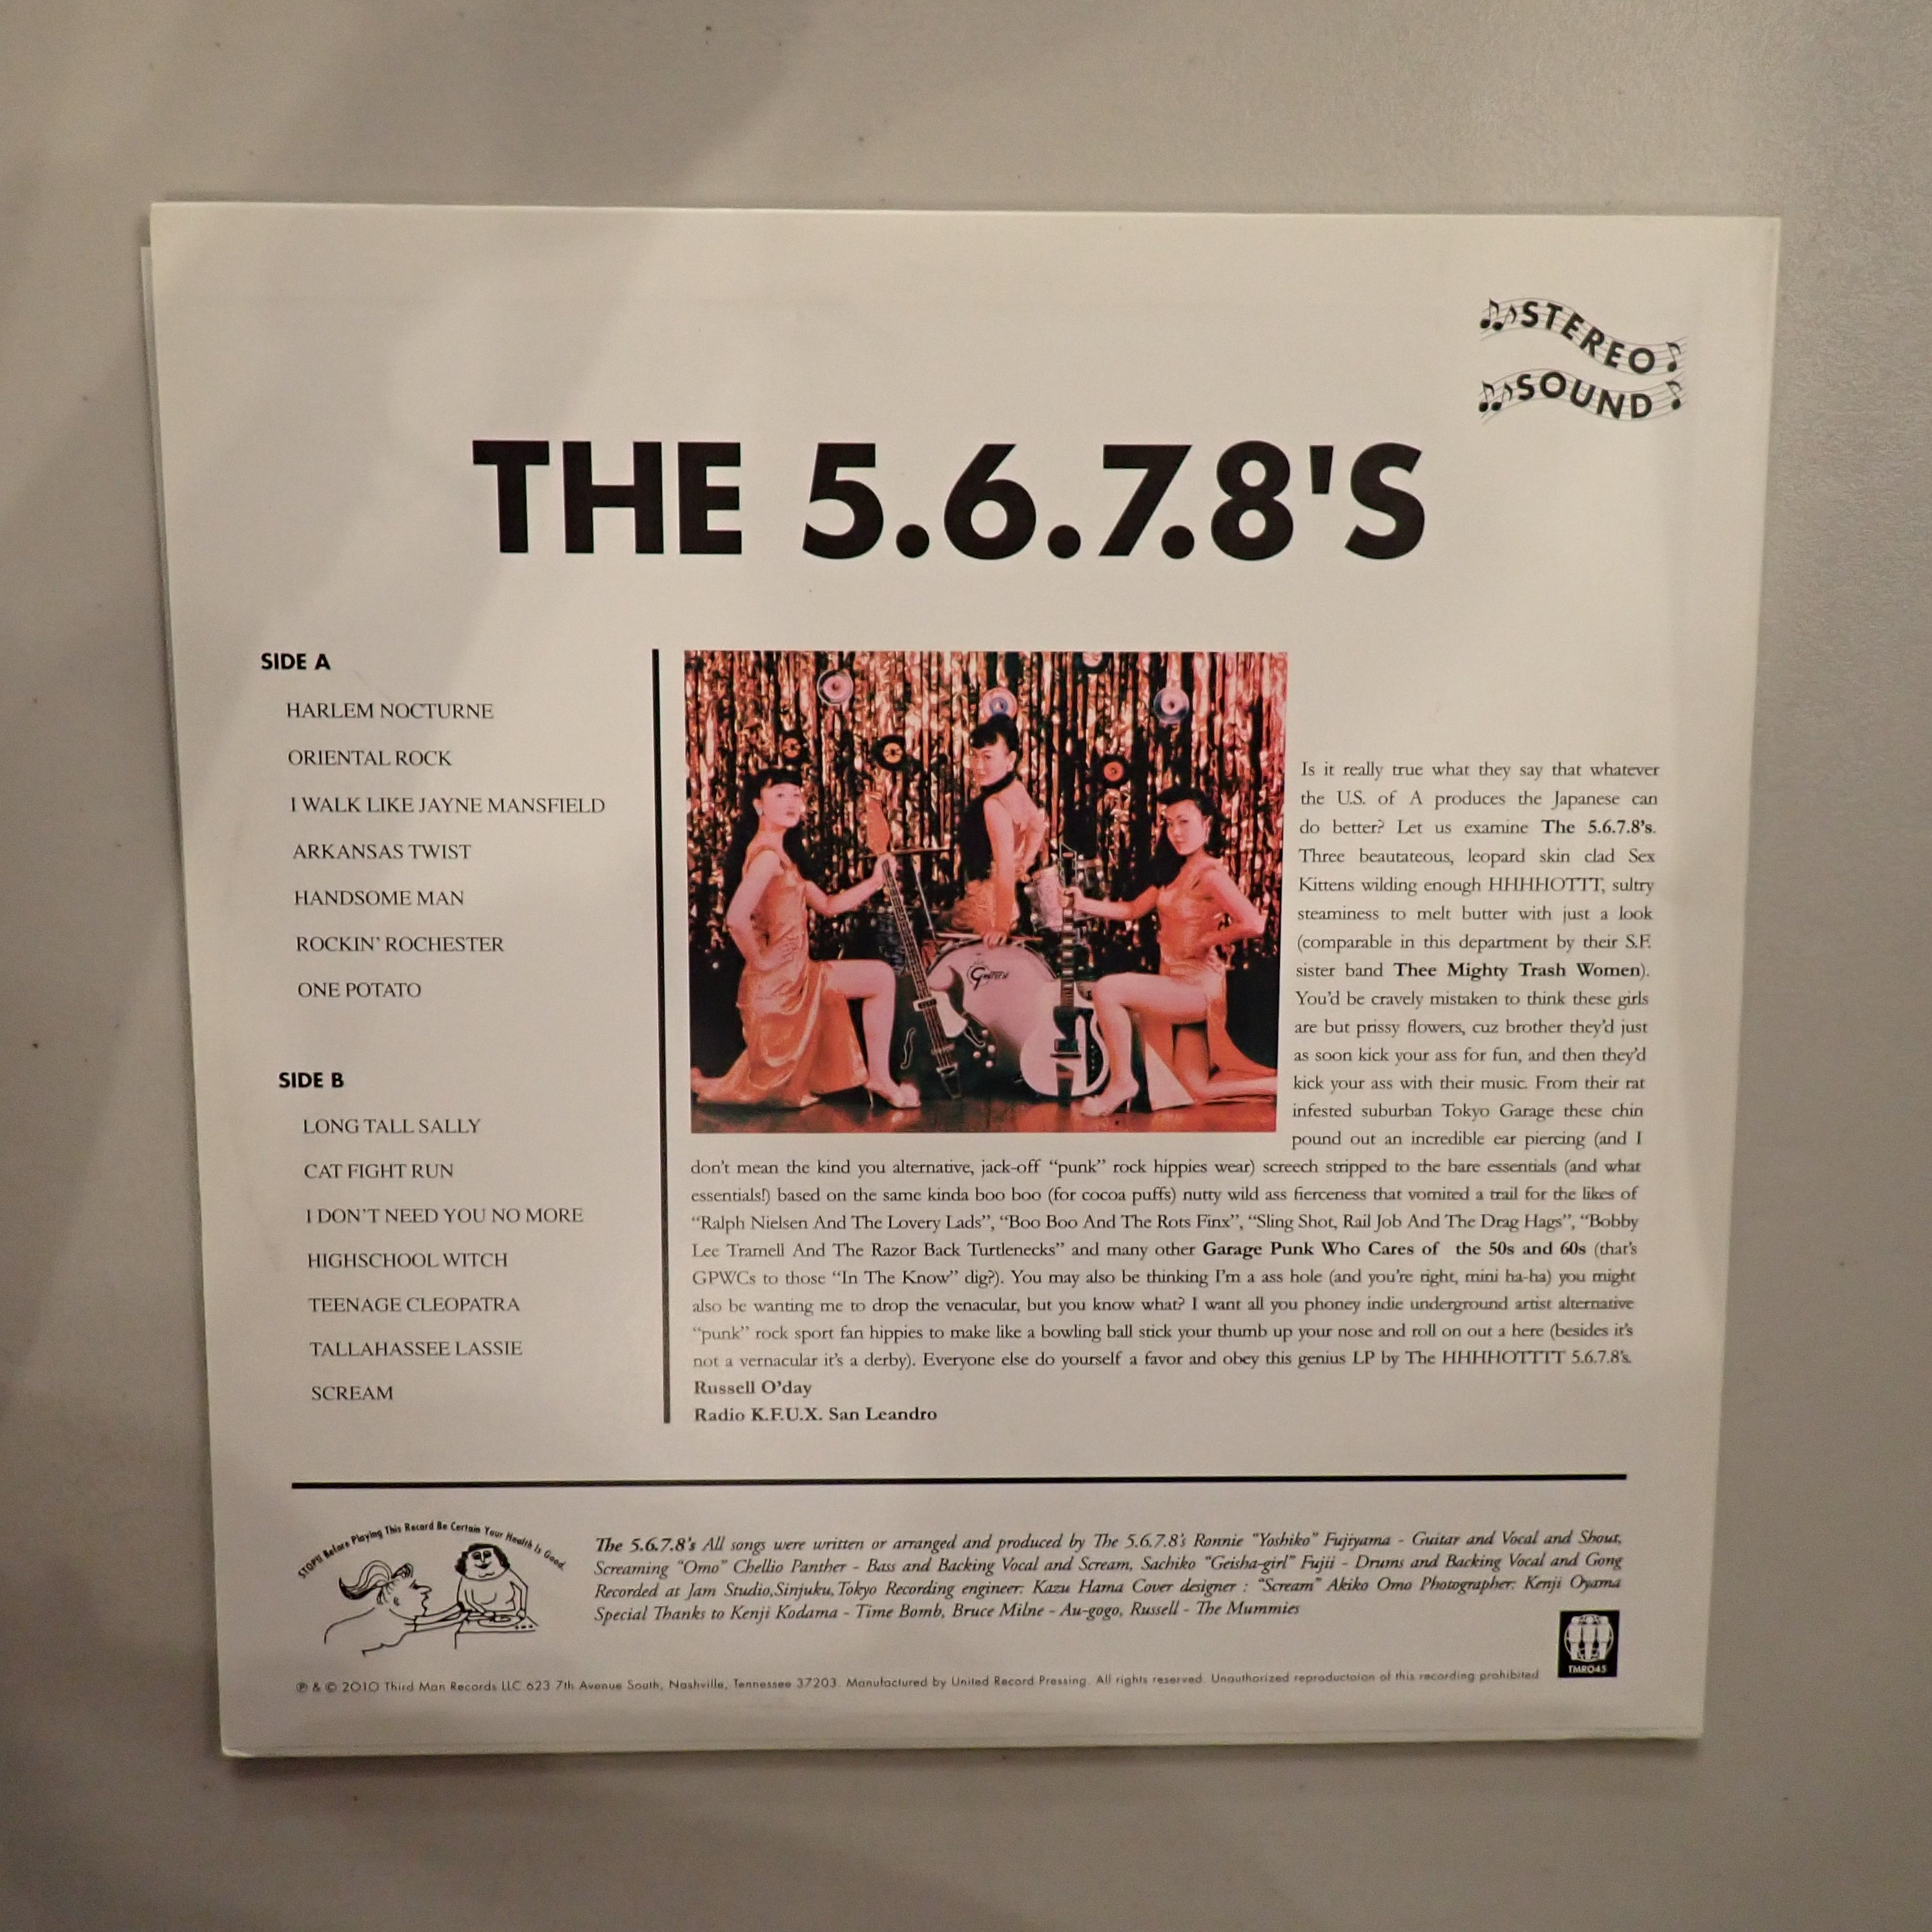 STEREO
SOUND
THE 5.6.7.8'S
SIDE A
HARLEM NOCTURNE
ORIENTAL ROCK
I WALK LIKE JAYNE MANSFIELD
ARKANSAS TWIST
HANDSOME MAN
ROCKIN' ROCHESTER
ONE POTATO
SIDE B
LONG TALL SALLY
CAT FIGHT RUN
I DON'T NEED YOU NO MORE
HIGHSCHOOL WITCH
TEENAGE CLEOPATRA
TALLAHASSEE LASSIE
SCREAM
Gretsch
Is it really true what they say that whatever
the U.S. of A produces the Japanese can
do better? Let us examine The 5.6.7.8's.
Three beautateous, leopard skin clad Sex
Kittens wilding enough HHHHOTTT, sultry
steaminess to melt butter with just a look
(comparable in this department by their S.F.
sister band Thee Mighty Trash Women).
You'd be cravely mistaken to think these girls
are but prissy flowers, cuz brother they'd just
as soon kick your ass for fun, and then they'd
kick your ass with their music. From their rat
infested suburban Tokyo Garage these chin
pound out an incredible ear piercing (and I
don't mean the kind you alternative, jack-off "punk" rock hippies wear) screech stripped to the bare essentials (and what
essentials!) based on the same kinda boo boo (for cocoa puffs) nutty wild ass fierceness that vomited a trail for the likes of
"Ralph Nielsen And The Lovery Lads", "Boo Boo And The Rots Finx", "Sling Shot, Rail Job And The Drag Hags", "Bobby
Lee Tramell And The Razor Back Turtlenecks" and many other Garage Punk Who Cares of the 50s and 60s (that's
GPWCs to those "In The Know" dig?). You may also be thinking I'm a ass hole (and you're right, mini ha-ha) you might
also be wanting me to drop the venacular, but you know what? I want all you phoney indie underground artist alternative
"punk" rock sport fan hippies to make like a bowling ball stick your thumb up your nose and roll on out a here (besides it's
not a vernacular it's a derby). Everyone else do yourself a favor and obey this genius LP by The HHHHOTTTT 5.6.7.8's.
Russell O'day
Radio K.F.U.X. San Leandro
STOP!! Before Playing This Record Be Certain Your Health Is Good.
The 5.6.7.8's All songs were written or arranged and produced by The 5.6.7.8's Ronnie "Yoshiko" Fujiyama - Guitar and Vocal and Shout,
Screaming "Omo" Chellio Panther - Bass and Backing Vocal and Scream, Sachiko "Geisha-girl" Fujii - Drums and Backing Vocal and Gong
Recorded at Jam Studio,Sinjuku,Tokyo Recording engineer: Kazu Hama Cover designer : "Scream" Akiko Omo Photographer: Kenji Oyama
Special Thanks to Kenji Kodama - Time Bomb, Bruce Milne - Au-gogo, Russell - The Mummies
TMR045
℗ & © 2010 Third Man Records LLC 623 7th Avenue South, Nashville, Tennessee 37203. Manufactured by United Record Pressing. All rights reserved. Unauthorized reproductaion of this recording prohibited